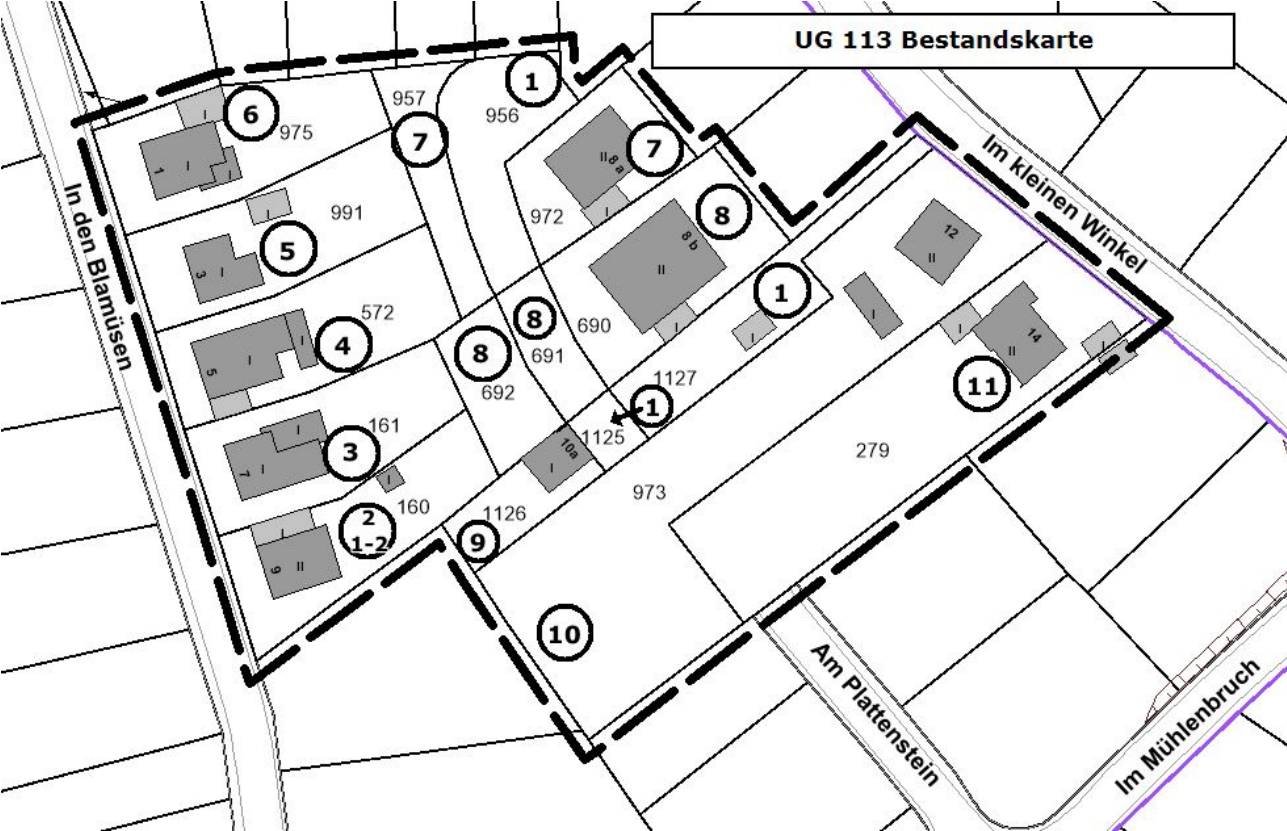 UG 113 Bestandskarte
Im kleinen Winkel
In den Blamüsen
Am Plattenstein
Im Mühlenbruch
1
6
975
957
7
956
7
II
8 a
I
1
I
I
991
5
I
3
I
972
8
8 b
II
I
12
II
572
4
I
I
5
8
8
690
691
692
1
I
I
I
14
II
I
11
1127
1
1125
161
3
I
7
I
10a
I
279
973
I
160
2
1-2
1126
9
I
9
II
10